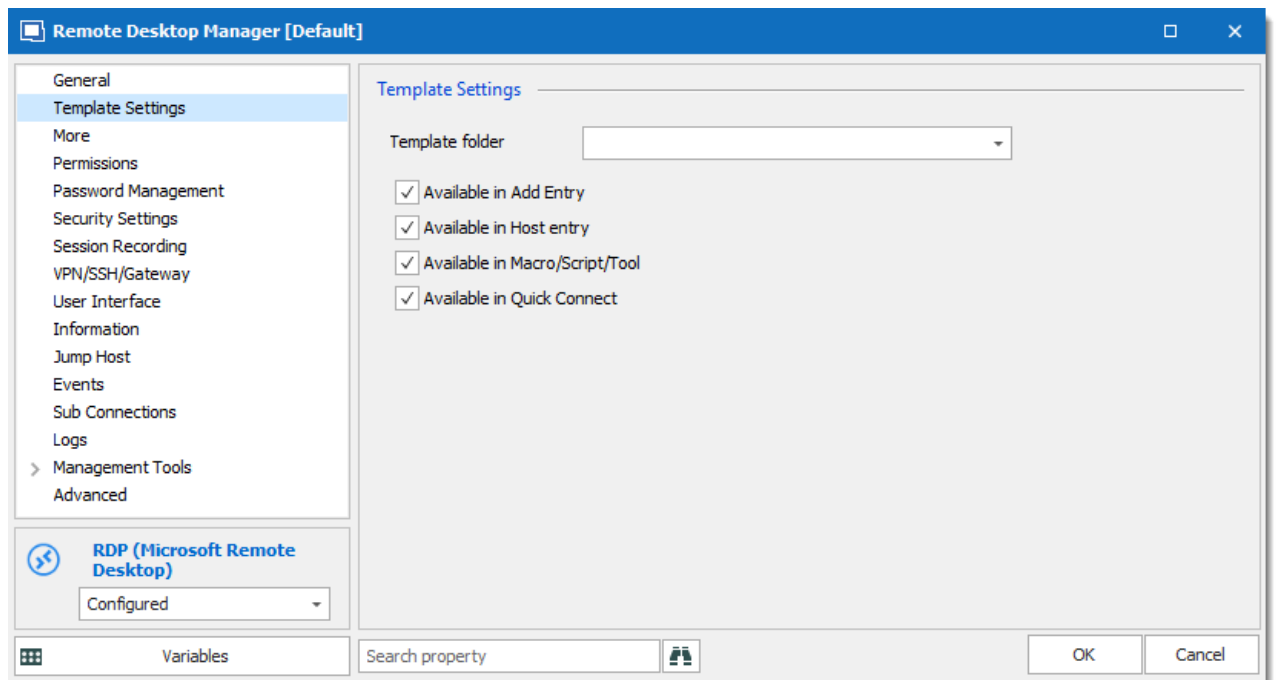 Remote Desktop Manager [Default]
General
Template Settings
More
Permissions
Password Management
Security Settings
Session Recording
VPN/SSH/Gateway
User Interface
Information
Jump Host
Events
Sub Connections
Logs
Management Tools
Advanced
RDP (Microsoft Remote
Desktop)
Configured
Variables
Template Settings
Template folder
Available in Add Entry
Available in Host entry
Available in Macro/Script/Tool
Available in Quick Connect
Search property
OK
Cancel